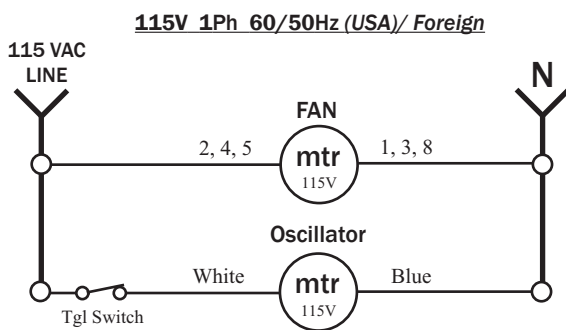 115V 1Ph 60/50Hz (USA)/ Foreign
115 VAC
LINE
N
FAN
2, 4, 5
mtr
115V
1, 3, 8
Oscillator
White
mtr
115V
Blue
Tgl Switch